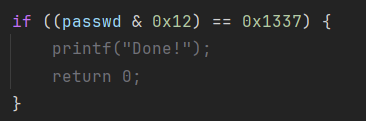 if ((passwd & 0x12) == 0x1337) {
    printf("Done!");
    return 0;
}